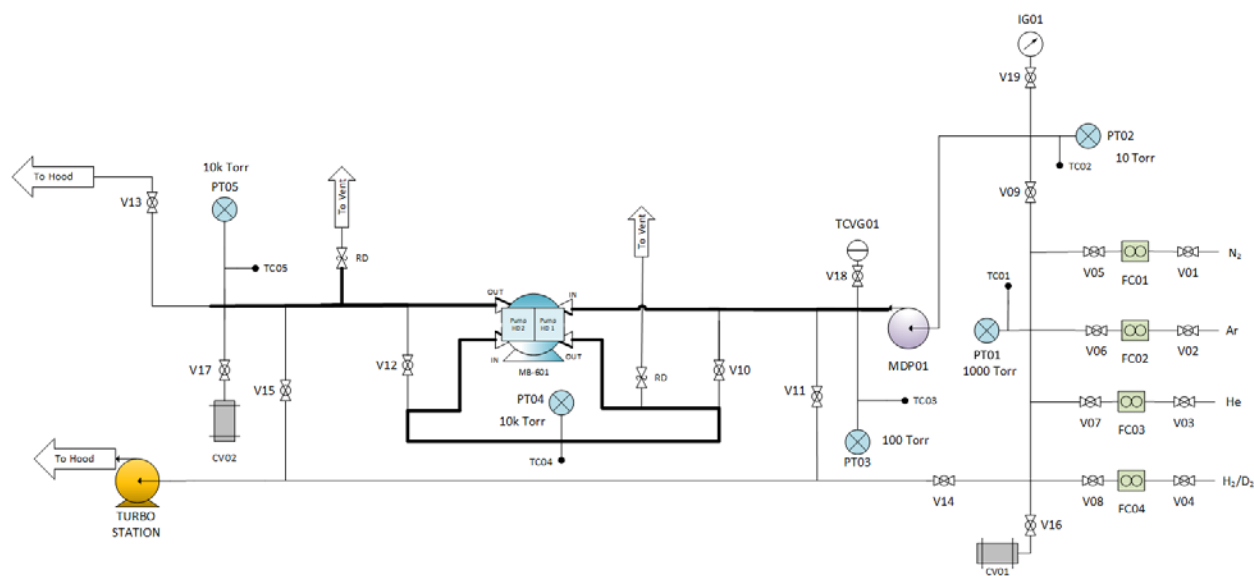 IG01
V19
PT02
10 Torr
TC02
To Hood
V13
10k Torr
PT05
To Vent
To Vent
TCVG01
V09
TC05
RD
V18
TC01
V05
FC01
V01
N₂
OUT
IN
Pump
HD 2
Pump
HD 1
IN
OUT
MB-601
MDP01
PT01
1000 Torr
V06
FC02
V02
Ar
V17
V15
V12
RD
V10
V11
PT04
10k Torr
TC03
V07
FC03
V03
He
CV02
TC04
100 Torr
PT03
To Hood
TURBO
STATION
V14
V08
FC04
V04
H₂/D₂
V16
CV01